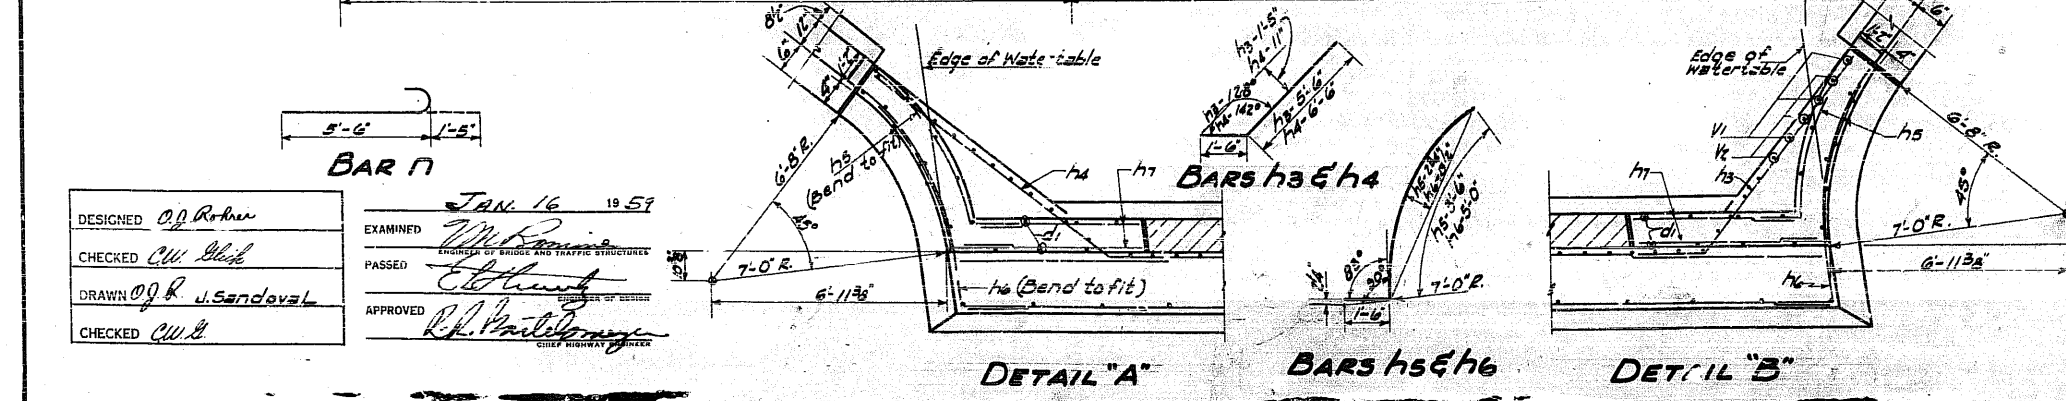 5'-6"
1'-5"
BAR n
DESIGNED O.J. Rohrer
CHECKED C.W. Glish
DRAWN O J R. J. Sandoval
CHECKED C.W.G.
JAN. 16 1959
EXAMINED
ENGINEER OF BRIDGE AND TRAFFIC STRUCTURES
PASSED
ENGINEER OF DESIGN
APPROVED
CHIEF HIGHWAY ENGINEER
8½"
12"
6"
Edge of Water-table
6'-8" R.
45°
h5
(Bend to fit)
h4
h7
d1
7'-0" R.
6'-11⅜"
h6 (Bend to fit)
DETAIL "A"
h3-1'-5"
h4-11"
h3-128°
h4-142°
h3-5'-6"
h4-6'-6"
1'-6"
BARS h3 & h4
h5-3'-6"
h6-5'-0"
83°
90°
7'-0" R.
1'-6"
BARS h5 & h6
6"
Edge of
Watertable
V1
V2
h5
h7
h3
d1
6'-8" R.
45°
7'-0" R.
6'-11⅜"
h6
DETAIL "B"